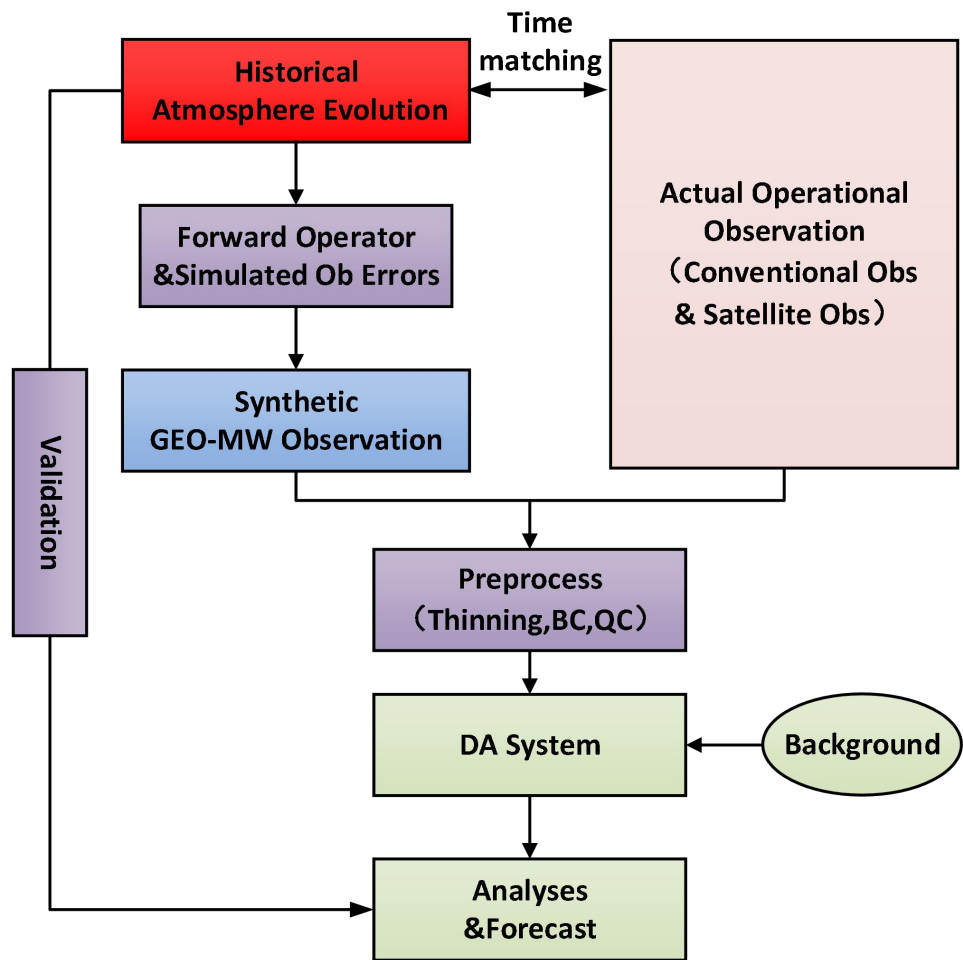 Time
matching
Historical
Atmosphere Evolution
Actual Operational
Observation
（Conventional Obs
& Satellite Obs）
Forward Operator
&Simulated Ob Errors
Synthetic
GEO-MW Observation
Validation
Preprocess
（Thinning,BC,QC）
DA System
Background
Analyses
&Forecast